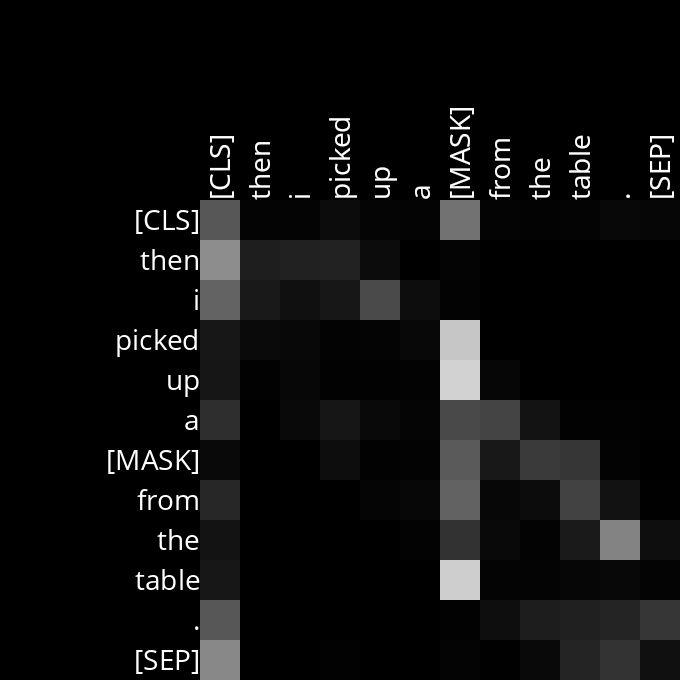 [CLS] then i picked up a [MASK] from the table . [SEP]
[CLS]
then
i
picked
up
a
[MASK]
from
the
table
.
[SEP]